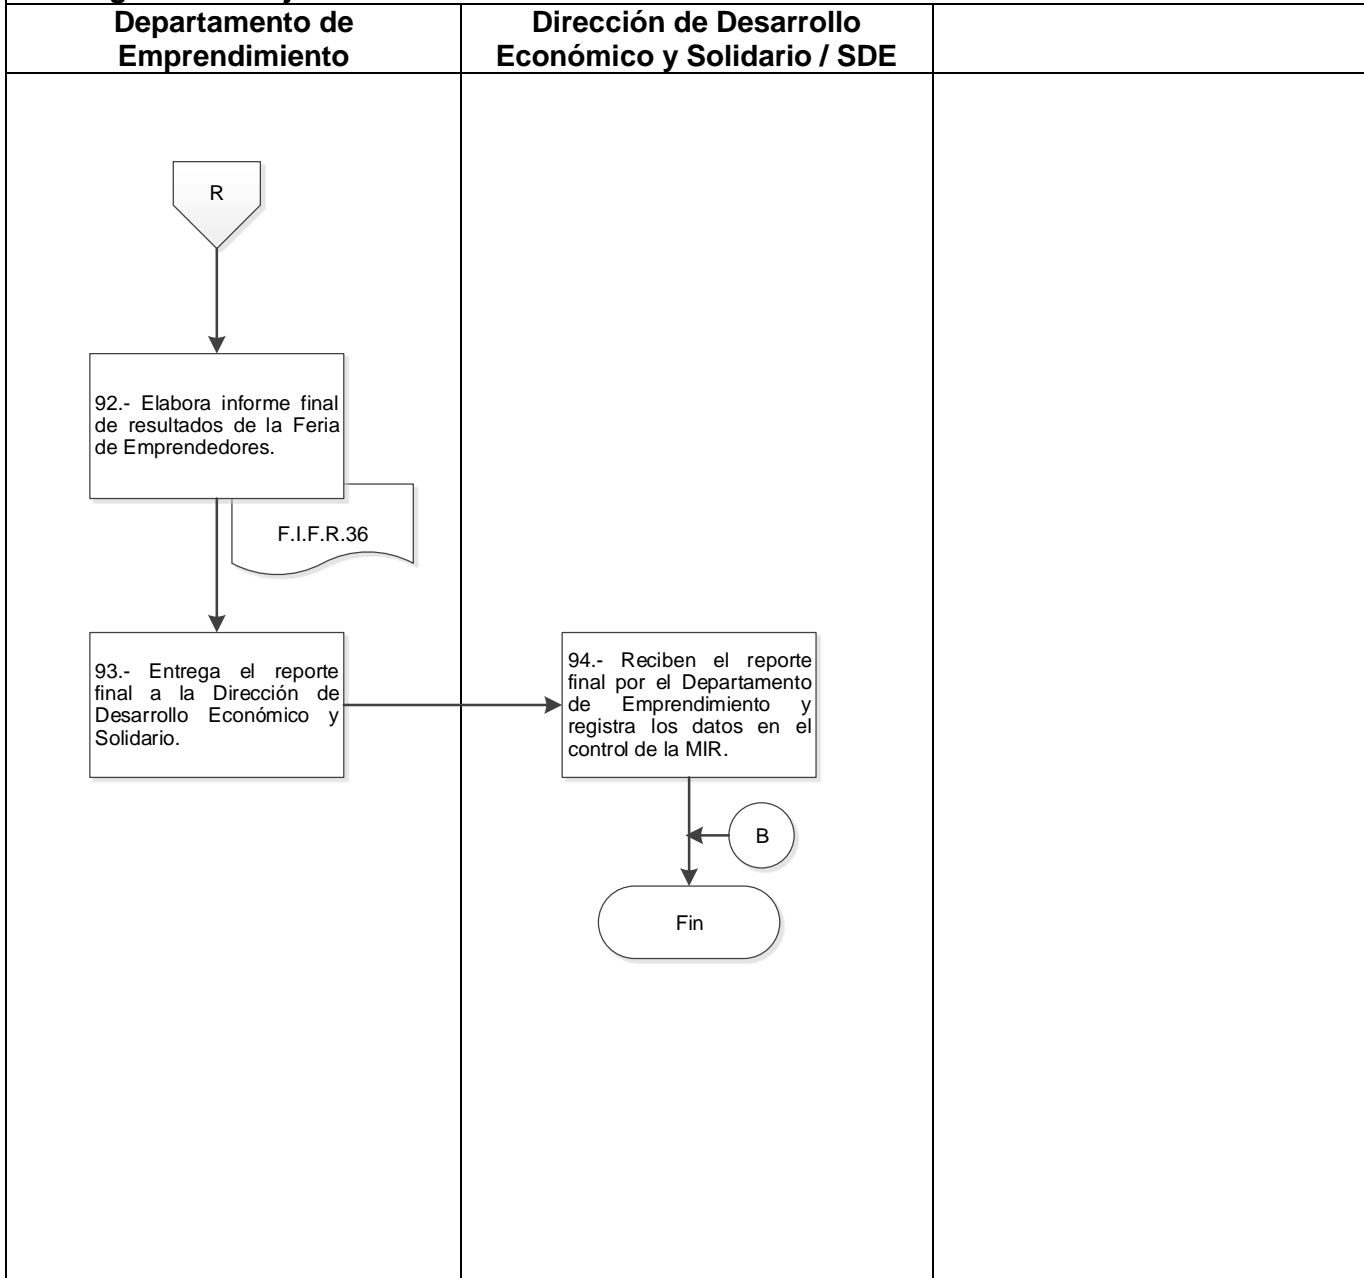 Departamento de
Emprendimiento
Dirección de Desarrollo
Económico y Solidario / SDE
R
92.- Elabora informe final
de resultados de la Feria
de Emprendedores.
F.I.F.R.36
93.- Entrega el reporte
final a la Dirección de
Desarrollo Económico y
Solidario.
94.- Reciben el reporte
final por el Departamento
de Emprendimiento y
registra los datos en el
control de la MIR.
B
Fin